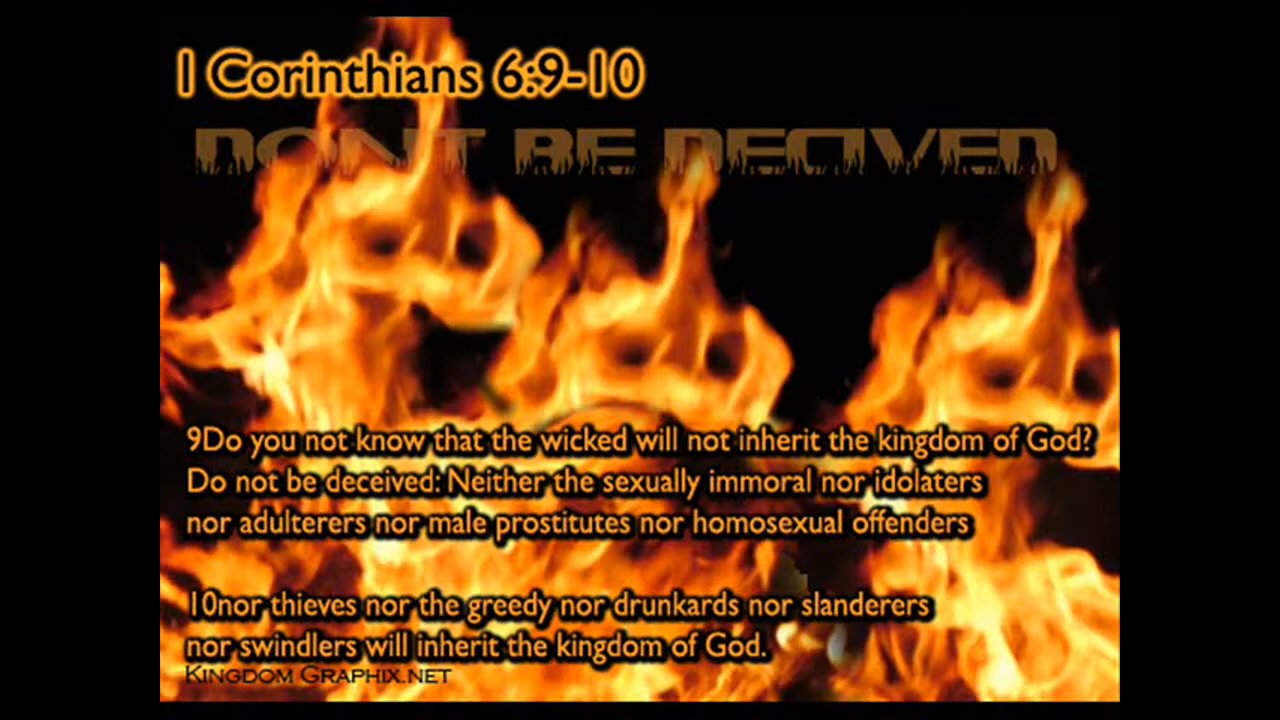 1 Corinthians 6:9-10
DON'T BE DECIVED
9Do you not know that the wicked will not inherit the kingdom of God?
Do not be deceived: Neither the sexually immoral nor idolaters
nor adulterers nor male prostitutes nor homosexual offenders
10nor thieves nor the greedy nor drunkards nor slanderers
nor swindlers will inherit the kingdom of God.
KINGDOM GRAPHIX.NET